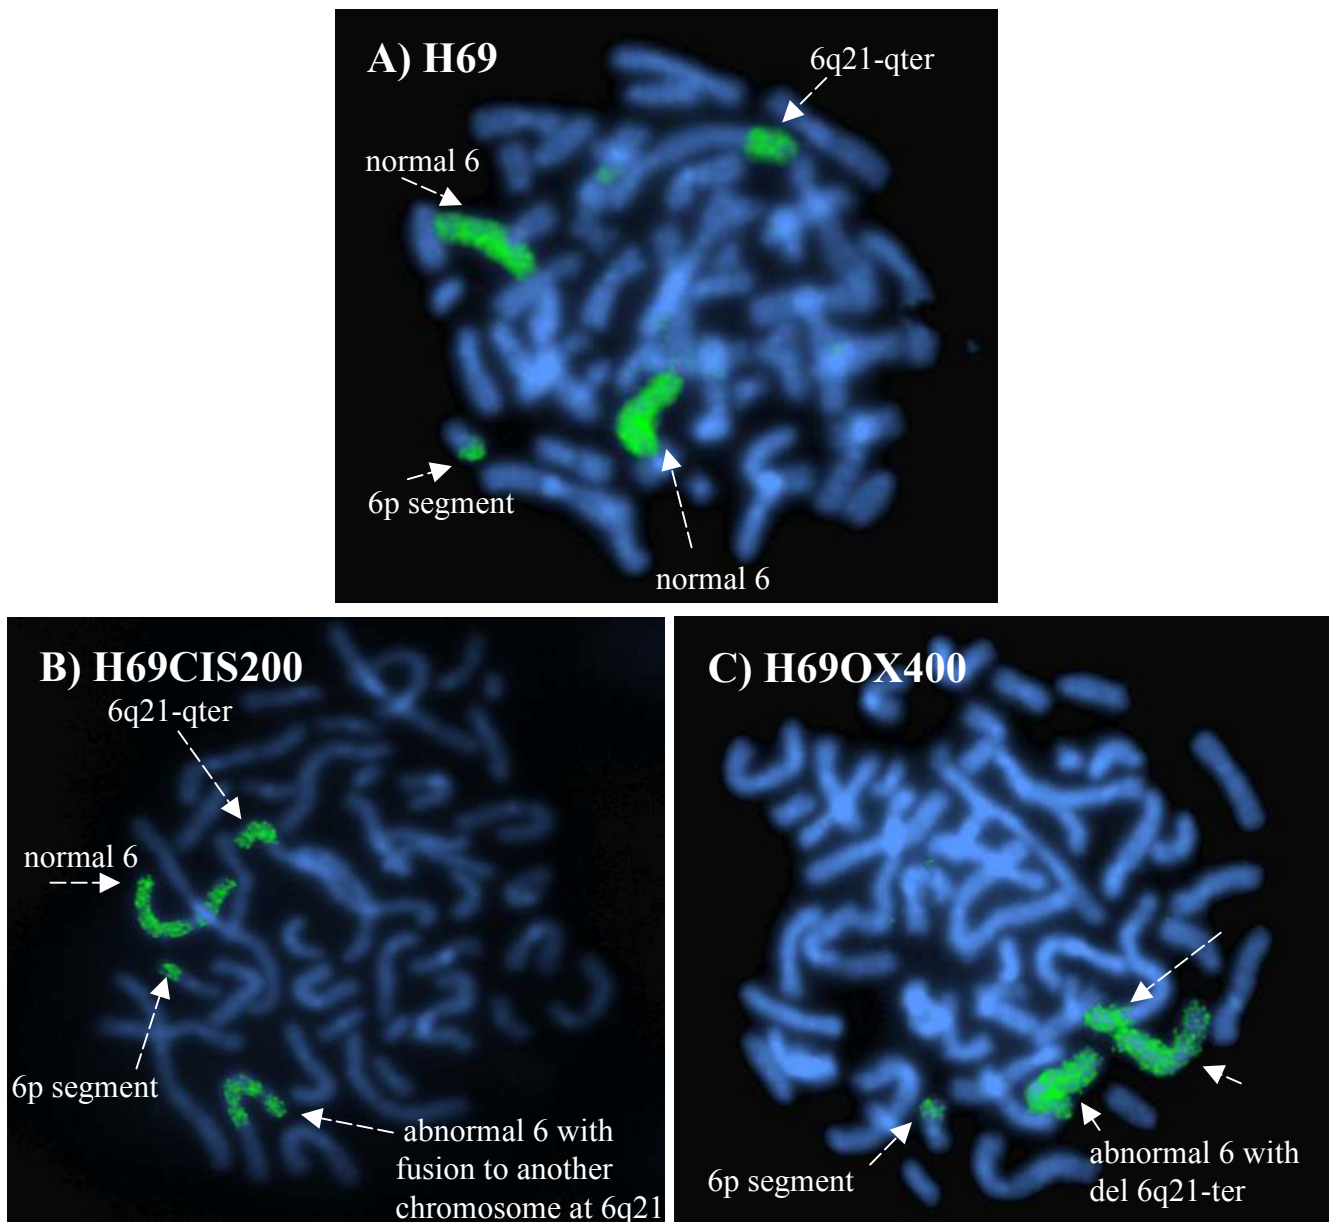 A) H69
6q21-qter
normal 6
6p segment
normal 6
B) H69CIS200
6q21-qter
normal 6
6p segment
abnormal 6 with
fusion to another
chromosome at 6q21
C) H69OX400
6p segment
abnormal 6 with
del 6q21-ter